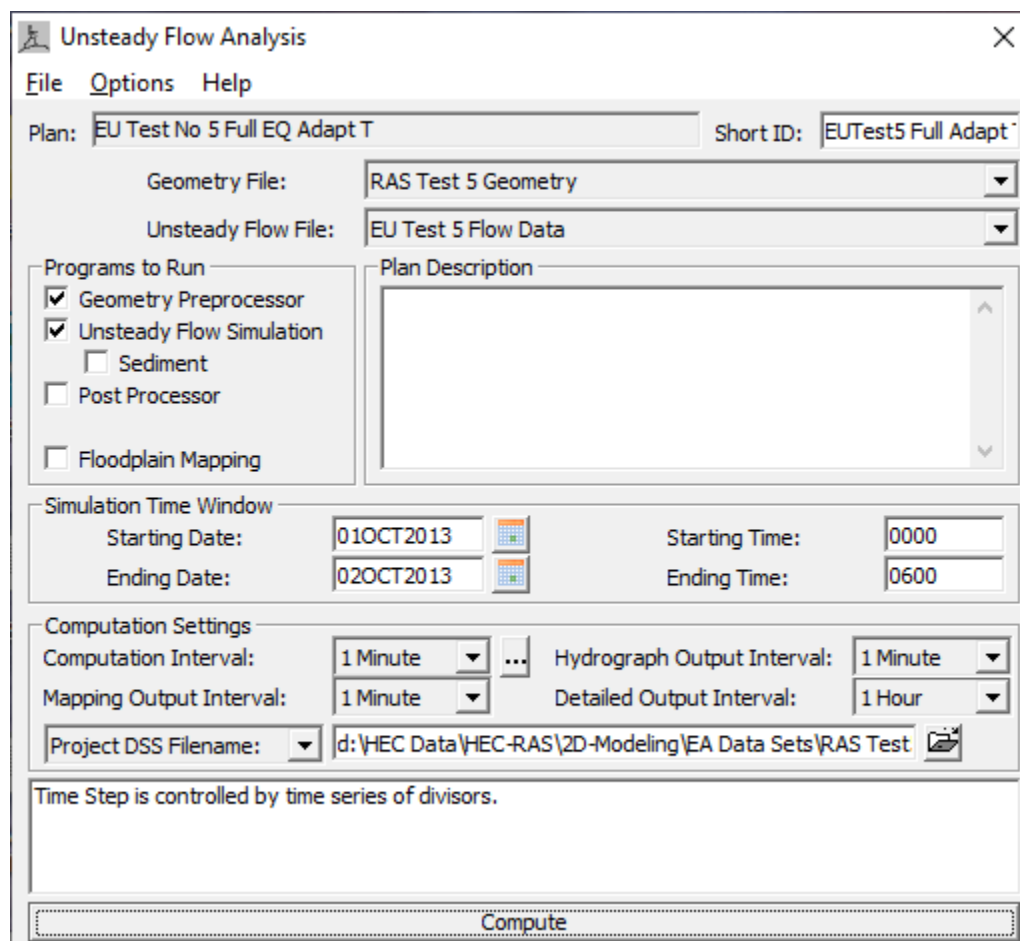 Unsteady Flow Analysis
File Options Help
Plan: EU Test No 5 Full EQ Adapt T Short ID: EUTest5 Full Adapt
Geometry File: RAS Test 5 Geometry
Unsteady Flow File: EU Test 5 Flow Data
Programs to Run
Geometry Preprocessor
Unsteady Flow Simulation
Sediment
Post Processor
Floodplain Mapping
Plan Description
Simulation Time Window
Starting Date: 01OCT2013 Starting Time: 0000
Ending Date: 02OCT2013 Ending Time: 0600
Computation Settings
Computation Interval: 1 Minute ... Hydrograph Output Interval: 1 Minute
Mapping Output Interval: 1 Minute Detailed Output Interval: 1 Hour
Project DSS Filename: d:\HEC Data\HEC-RAS\2D-Modeling\EA Data Sets\RAS Test
Time Step is controlled by time series of divisors.
Compute